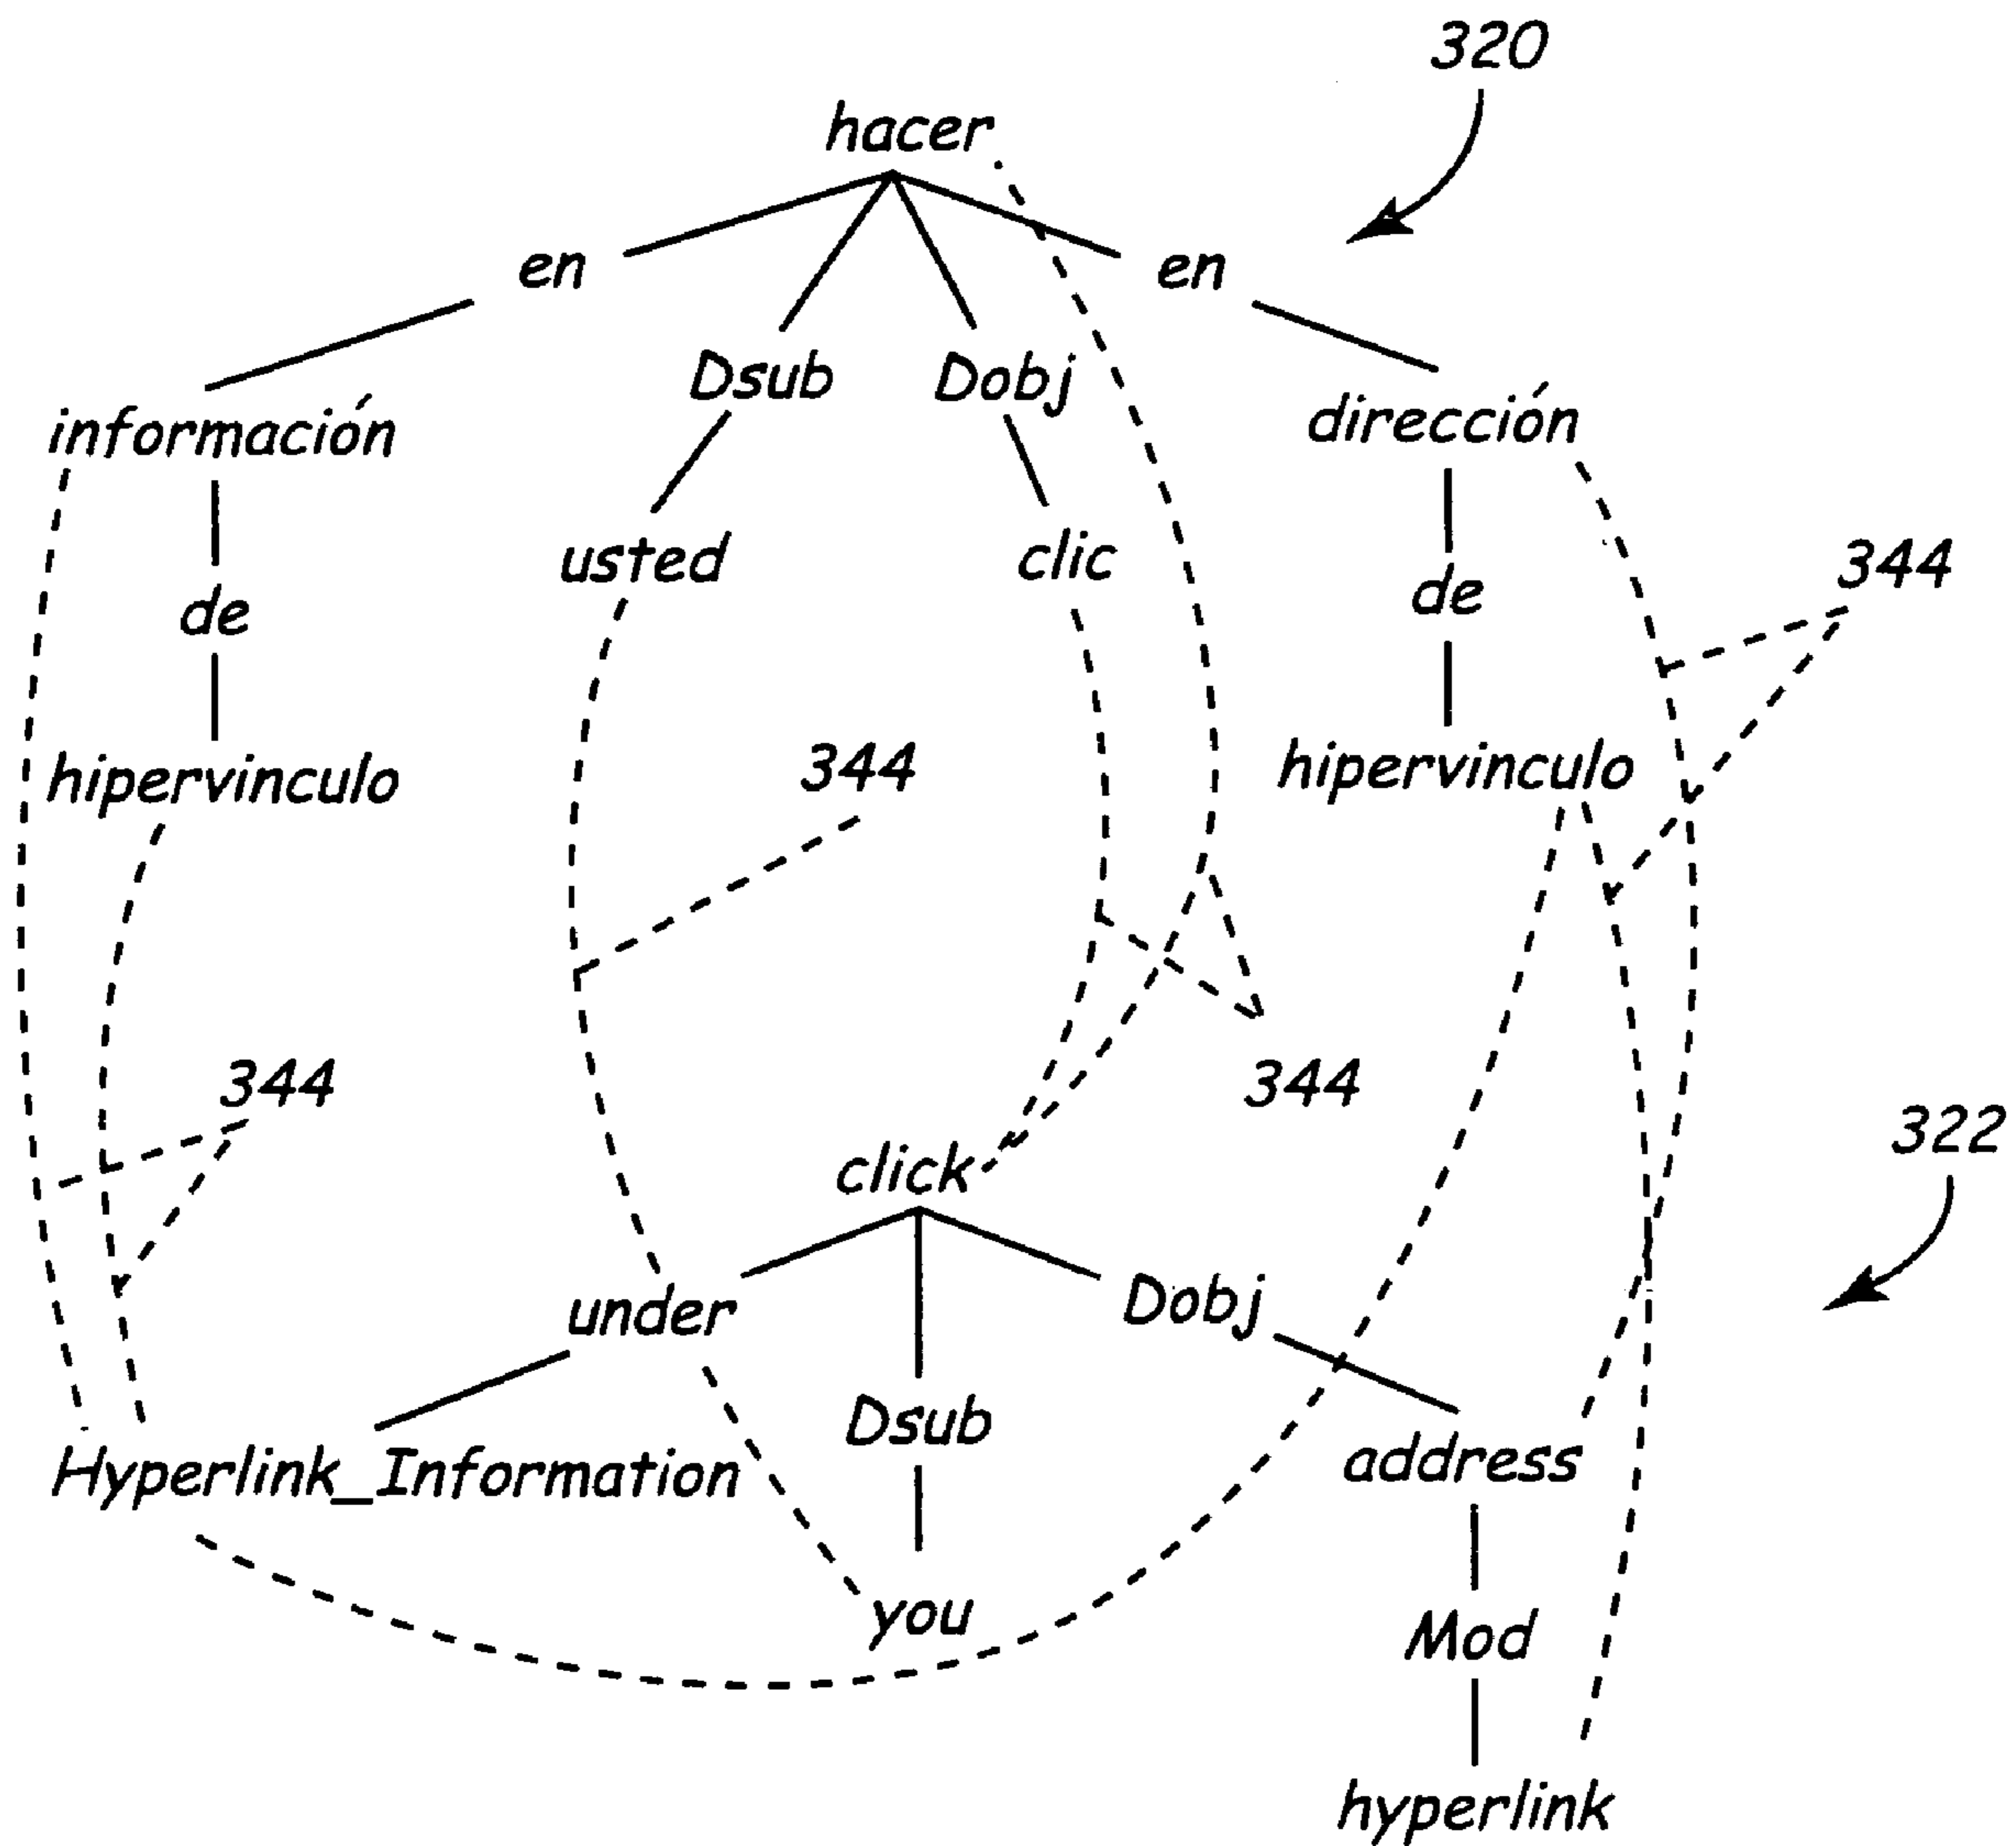 320
hacer
en en
Dsub Dobj
información dirección
usted clic
344
de de
344
hipervinculo hipervinculo
344 344
322
click
under Dobj
Dsub
Hyperlink_Information address
you
Mod
hyperlink